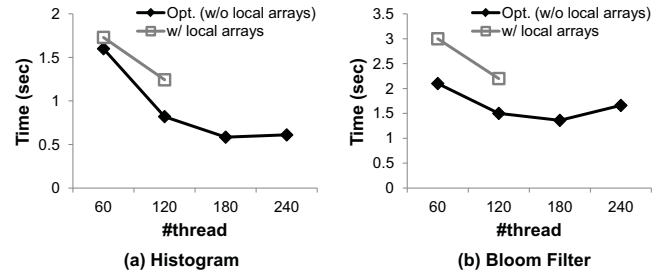 Opt. (w/o local arrays)
w/ local arrays
2
1.5
1
0.5
0
Time (sec)
60 120 180 240
#thread
(a) Histogram
Opt. (w/o local arrays)
w/ local arrays
3.5
3
2.5
2
1.5
1
0.5
0
Time (sec)
60 120 180 240
#thread
(b) Bloom Filter